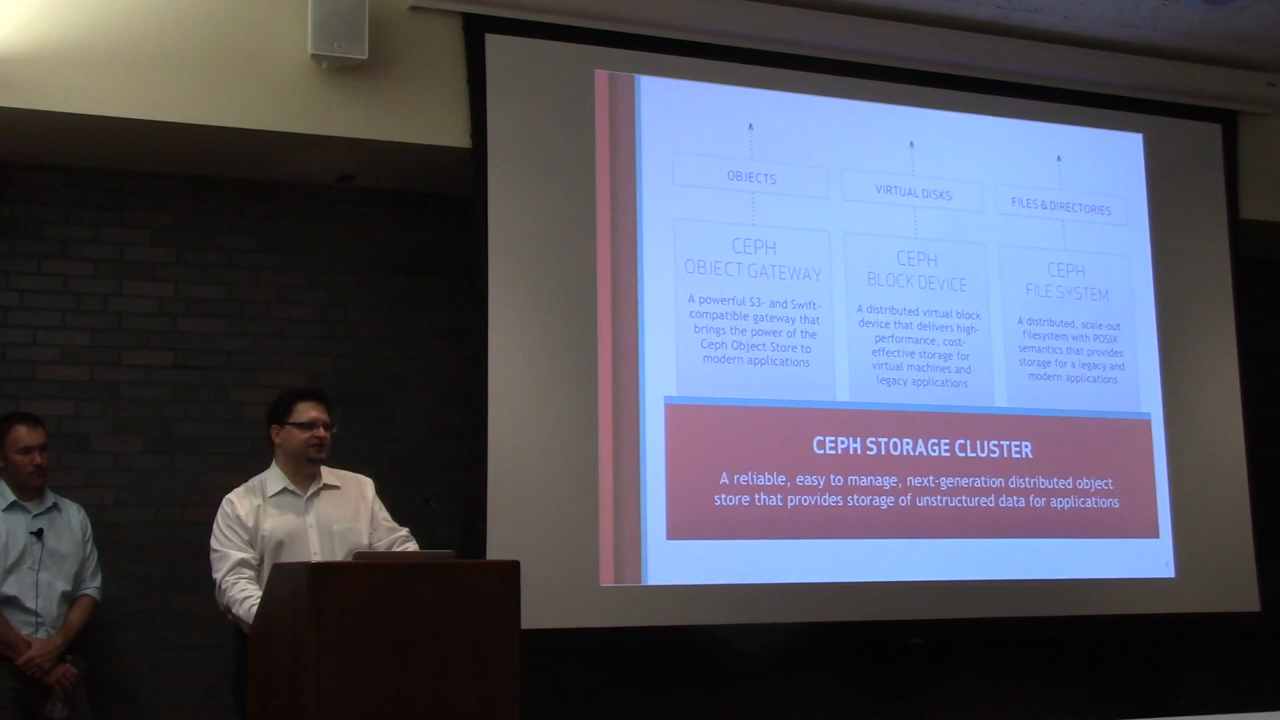 OBJECTS
VIRTUAL DISKS
FILES & DIRECTORIES
CEPH
OBJECT GATEWAY
A powerful S3- and Swift-
compatible gateway that
brings the power of the
Ceph Object Store to
modern applications
CEPH
BLOCK DEVICE
A distributed virtual block
device that delivers high-
performance, cost-
effective storage for
virtual machines and
legacy applications
CEPH
FILE SYSTEM
A distributed, scale-out
filesystem with POSIX
semantics that provides
storage for a legacy and
modern applications
CEPH STORAGE CLUSTER
A reliable, easy to manage, next-generation distributed object
store that provides storage of unstructured data for applications